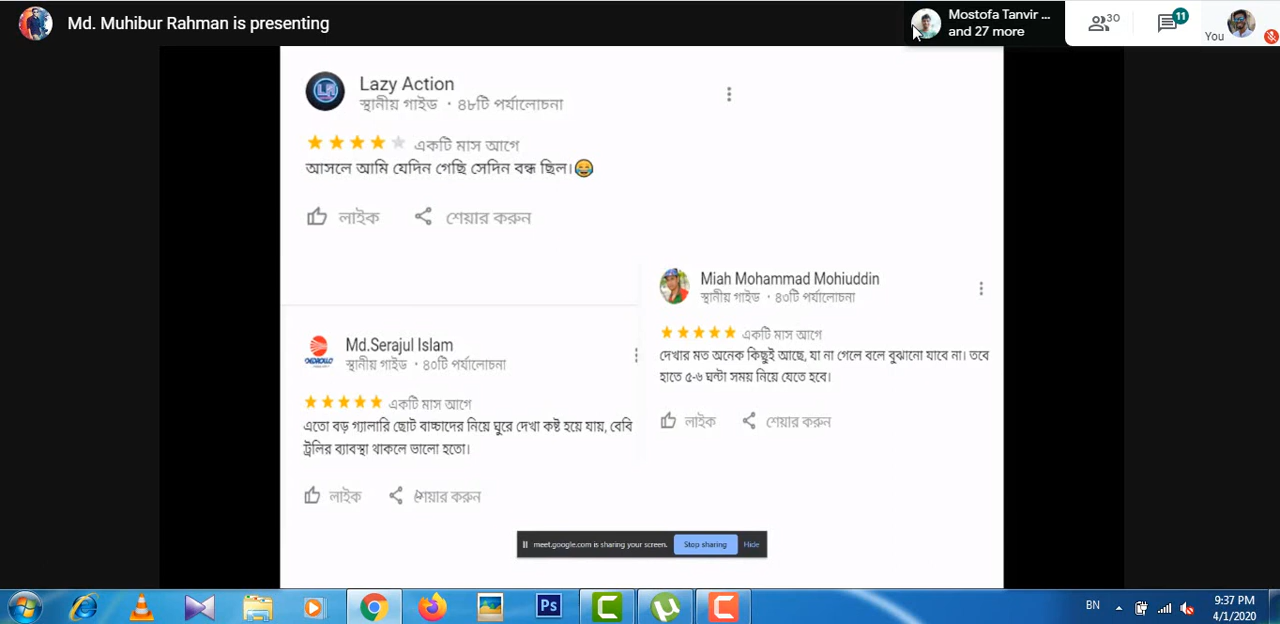 Md. Muhibur Rahman is presenting
Mostofa Tanvir ...
and 27 more
30
11
You
Lazy Action
স্থানীয় গাইড · ৪৮টি পর্যালোচনা
একটি মাস আগে
আসলে আমি যেদিন গেছি সেদিন বন্ধ ছিল।😂
লাইক শেয়ার করুন
Miah Mohammad Mohiuddin
স্থানীয় গাইড · ৪০টি পর্যালোচনা
একটি মাস আগে
দেখার মত অনেক কিছুই আছে, যা না গেলে বলে বুঝানো যাবে না। তবে
হাতে ৫-৬ ঘন্টা সময় নিয়ে যেতে হবে।
লাইক শেয়ার করুন
Md.Serajul Islam
স্থানীয় গাইড · ৪০টি পর্যালোচনা
একটি মাস আগে
এতো বড় গ্যালারি ছোট বাচ্চাদের নিয়ে ঘুরে দেখা কষ্ট হয়ে যায়, বেবি
ট্রলির ব্যাবস্থা থাকলে ভালো হতো।
লাইক শেয়ার করুন
meet.google.com is sharing your screen. Stop sharing Hide
Ps
BN
9:37 PM
4/1/2020